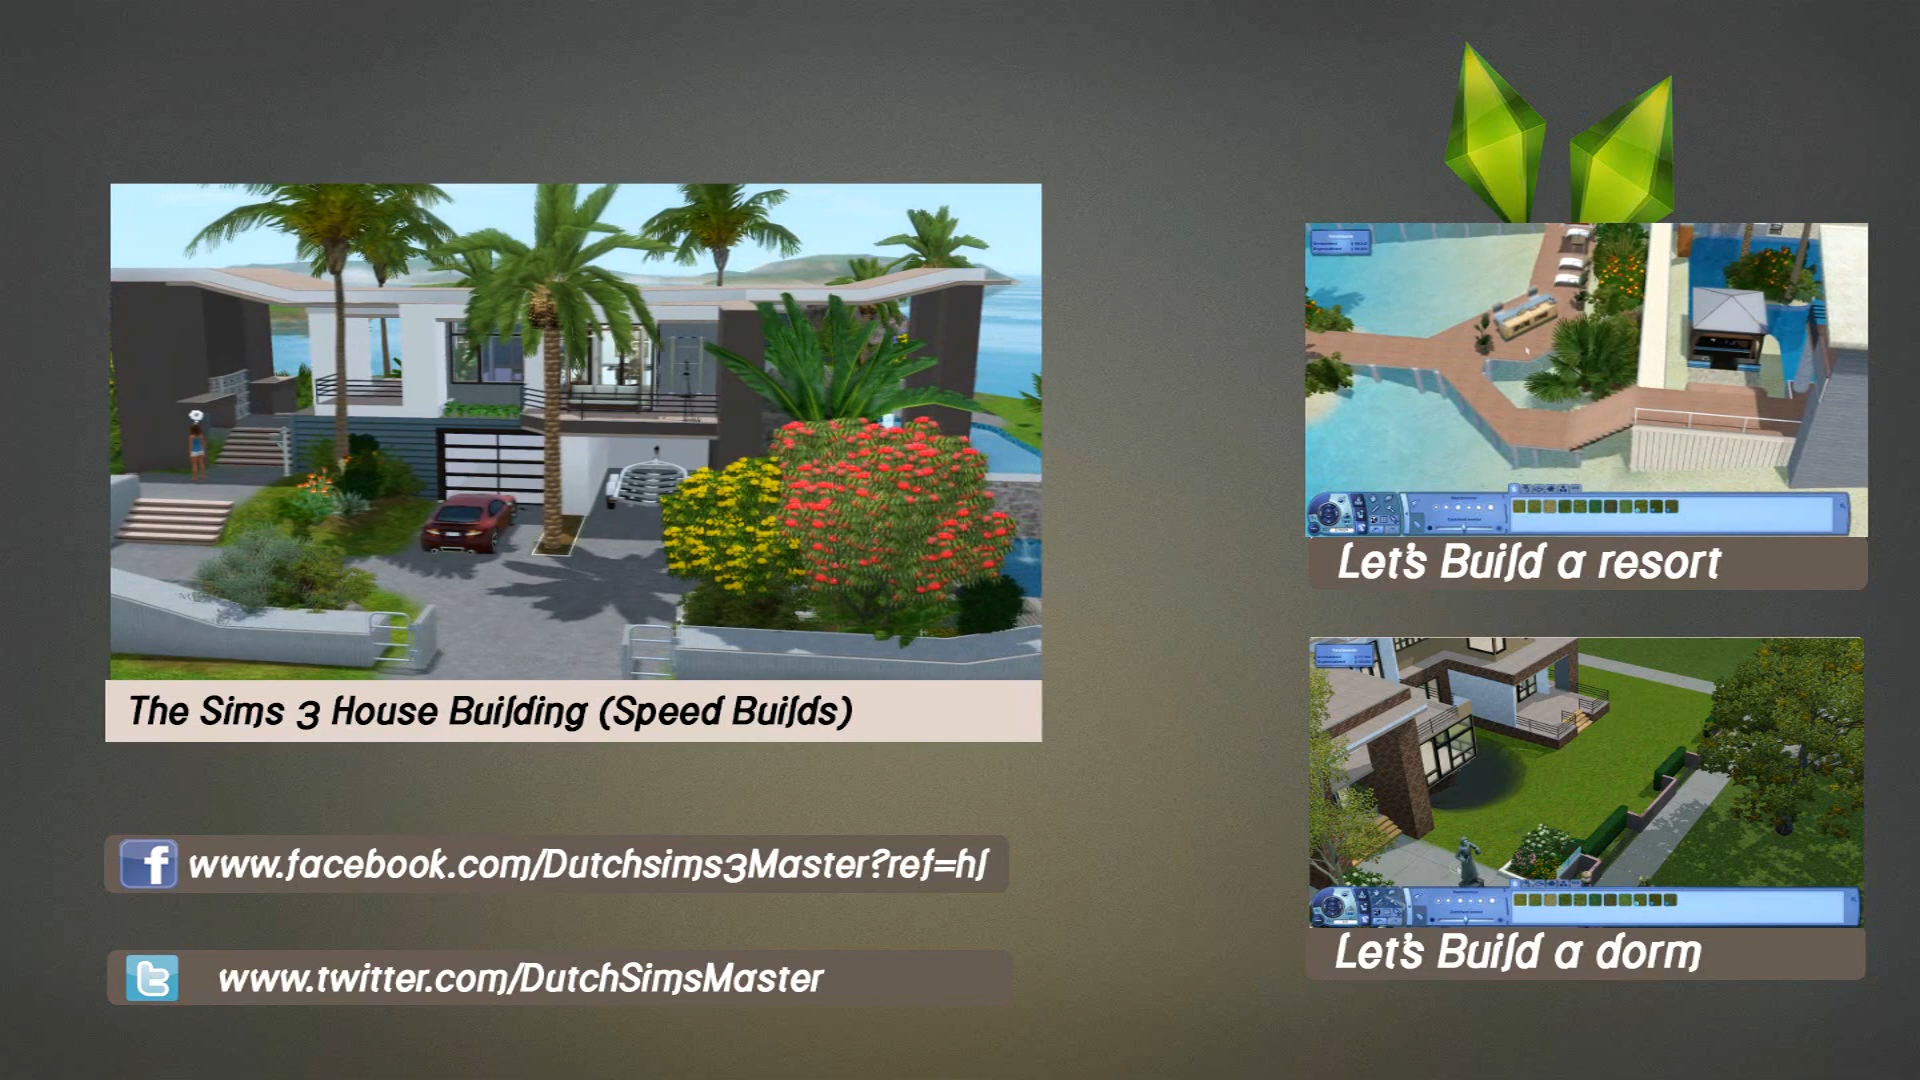 The Sims 3 House Building (Speed Builds)
www.facebook.com/Dutchsims3Master?ref=hl
www.twitter.com/DutchSimsMaster
Let's Build a resort
Let's Build a dorm